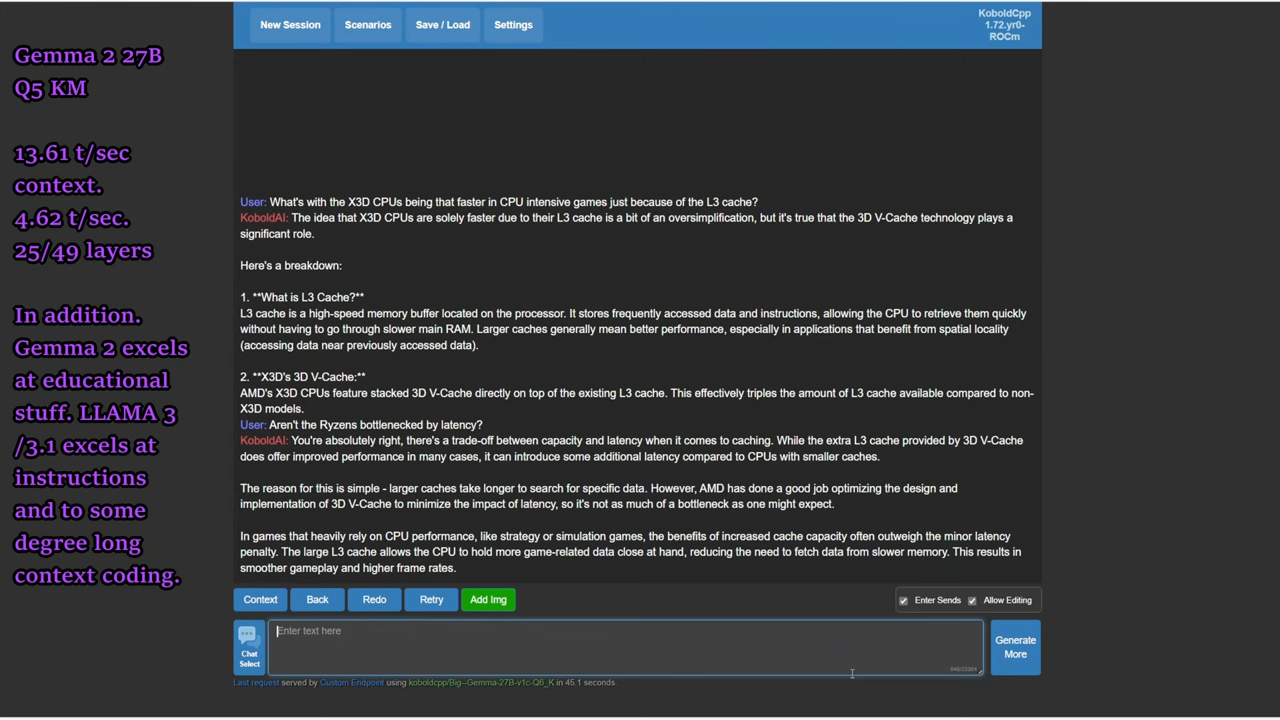 New Session
Scenarios
Save / Load
Settings
KoboldCpp
1.72.yr0-
ROCm
Gemma 2 27B
Q5 KM
13.61 t/sec
context.
4.62 t/sec.
25/49 layers
In addition.
Gemma 2 excels
at educational
stuff. LLAMA 3
/3.1 excels at
instructions
and to some
degree long
context coding.
User: What's with the X3D CPUs being that faster in CPU intensive games just because of the L3 cache?
KoboldAI: The idea that X3D CPUs are solely faster due to their L3 cache is a bit of an oversimplification, but it's true that the 3D V-Cache technology plays a
significant role.
Here's a breakdown:
1. **What is L3 Cache?**
L3 cache is a high-speed memory buffer located on the processor. It stores frequently accessed data and instructions, allowing the CPU to retrieve them quickly
without having to go through slower main RAM. Larger caches generally mean better performance, especially in applications that benefit from spatial locality
(accessing data near previously accessed data).
2. **X3D's 3D V-Cache:**
AMD's X3D CPUs feature stacked 3D V-Cache directly on top of the existing L3 cache. This effectively triples the amount of L3 cache available compared to non-
X3D models.
User: Aren't the Ryzens bottlenecked by latency?
KoboldAI: You're absolutely right, there's a trade-off between capacity and latency when it comes to caching. While the extra L3 cache provided by 3D V-Cache
does offer improved performance in many cases, it can introduce some additional latency compared to CPUs with smaller caches.
The reason for this is simple - larger caches take longer to search for specific data. However, AMD has done a good job optimizing the design and
implementation of 3D V-Cache to minimize the impact of latency, so it's not as much of a bottleneck as one might expect.
In games that heavily rely on CPU performance, like strategy or simulation games, the benefits of increased cache capacity often outweigh the minor latency
penalty. The large L3 cache allows the CPU to hold more game-related data close at hand, reducing the need to fetch data from slower memory. This results in
smoother gameplay and higher frame rates.
Context
Back
Redo
Retry
Add Img
Enter Sends
Allow Editing
Chat
Select
Enter text here
Generate
More
Last request served by Custom Endpoint using koboldcpp/Big--Gemma-27B-v1c-Q6_K in 45.1 seconds.